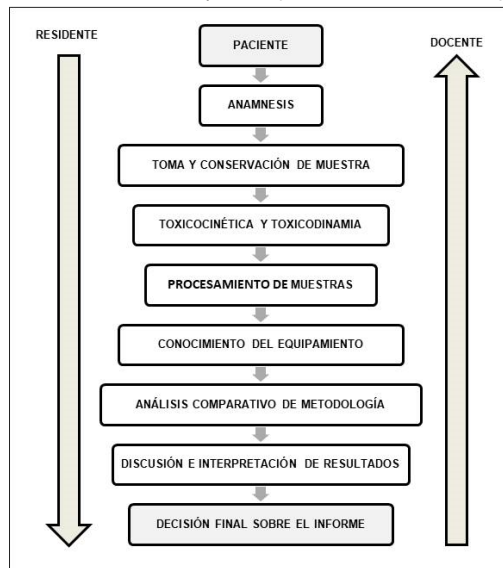 RESIDENTE
DOCENTE
PACIENTE
ANAMNESIS
TOMA Y CONSERVACIÓN DE MUESTRA
TOXICOCINÉTICA Y TOXICODINAMIA
PROCESAMIENTO DE MUESTRAS
CONOCIMIENTO DEL EQUIPAMIENTO
ANÁLISIS COMPARATIVO DE METODOLOGÍA
DISCUSIÓN E INTERPRETACIÓN DE RESULTADOS
DECISIÓN FINAL SOBRE EL INFORME